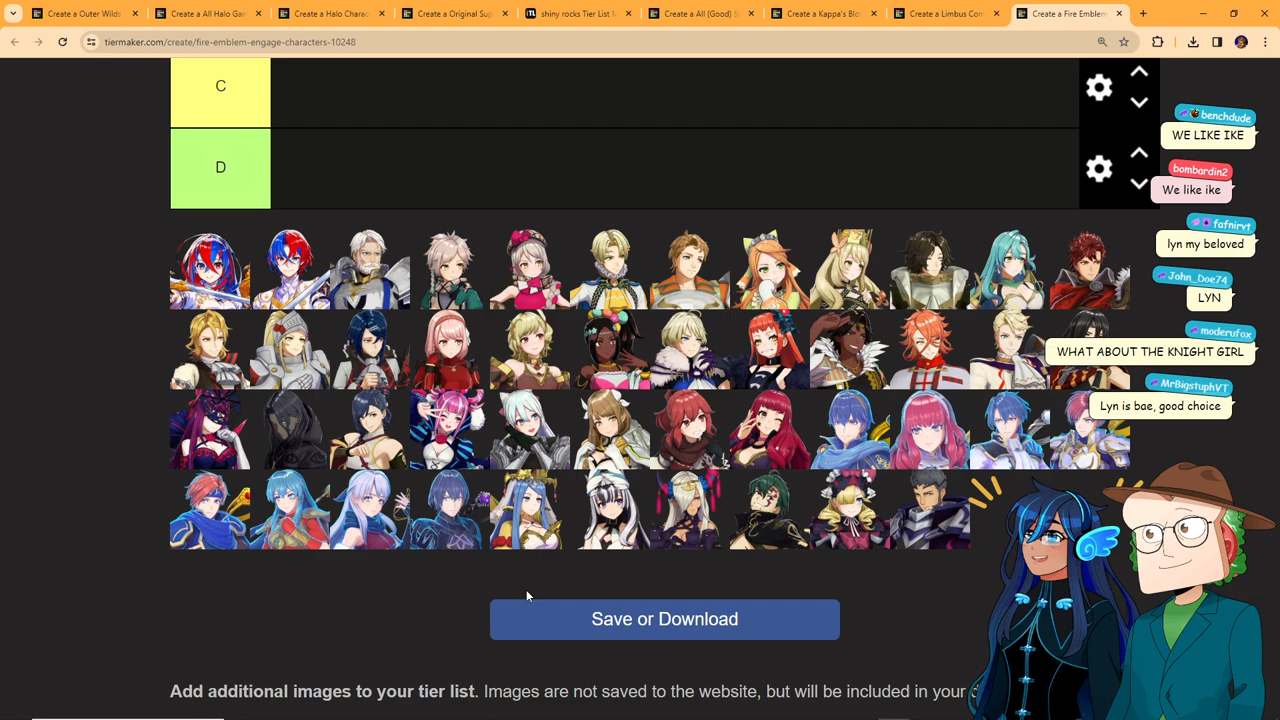 Create a Outer Wilds
Create a All Halo Gam
Create a Halo Charac
Create a Original Sup
shiny rocks Tier List M
Create a All (Good) S
Create a Kappa's Blo
Create a Limbus Com
Create a Fire Emblem
tiermaker.com/create/fire-emblem-engage-characters-10248
C
D
benchdude
WE LIKE IKE
bombardin2
We like ike
fafnirvt
lyn my beloved
John_Doe74
LYN
moderufox
WHAT ABOUT THE KNIGHT GIRL
MrBigstuphVT
Lyn is bae, good choice
Save or Download
Add additional images to your tier list. Images are not saved to the website, but will be included in your d